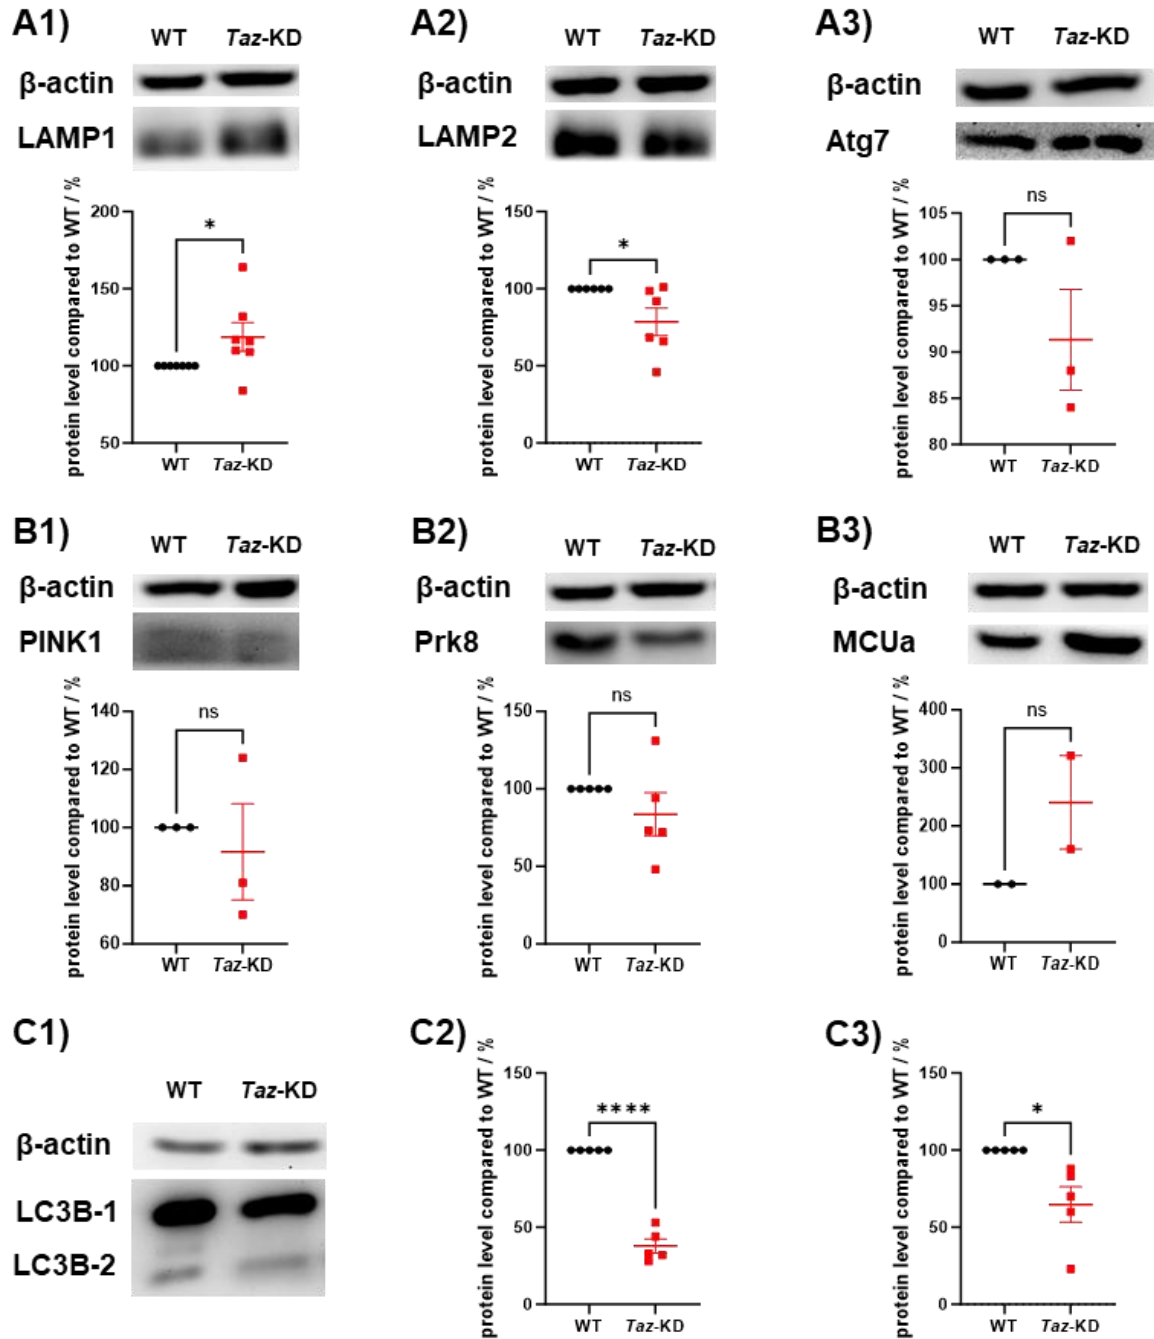 A1)
WT Taz-KD
β-actin
LAMP1
protein level compared to WT / %
200
150
100
50
*
WT Taz-KD
A2)
WT Taz-KD
β-actin
LAMP2
protein level compared to WT / %
150
100
50
0
*
WT Taz-KD
A3)
WT Taz-KD
β-actin
Atg7
protein level compared to WT / %
105
100
95
90
85
80
ns
WT Taz-KD
B1)
WT Taz-KD
β-actin
PINK1
protein level compared to WT / %
140
120
100
80
60
ns
WT Taz-KD
B2)
WT Taz-KD
β-actin
Prk8
protein level compared to WT / %
150
100
50
0
ns
WT Taz-KD
B3)
WT Taz-KD
β-actin
MCUa
protein level compared to WT / %
400
300
200
100
0
ns
WT Taz-KD
C1)
WT Taz-KD
β-actin
LC3B-1
LC3B-2
C2)
protein level compared to WT / %
150
100
50
0
****
WT Taz-KD
C3)
protein level compared to WT / %
150
100
50
0
*
WT Taz-KD